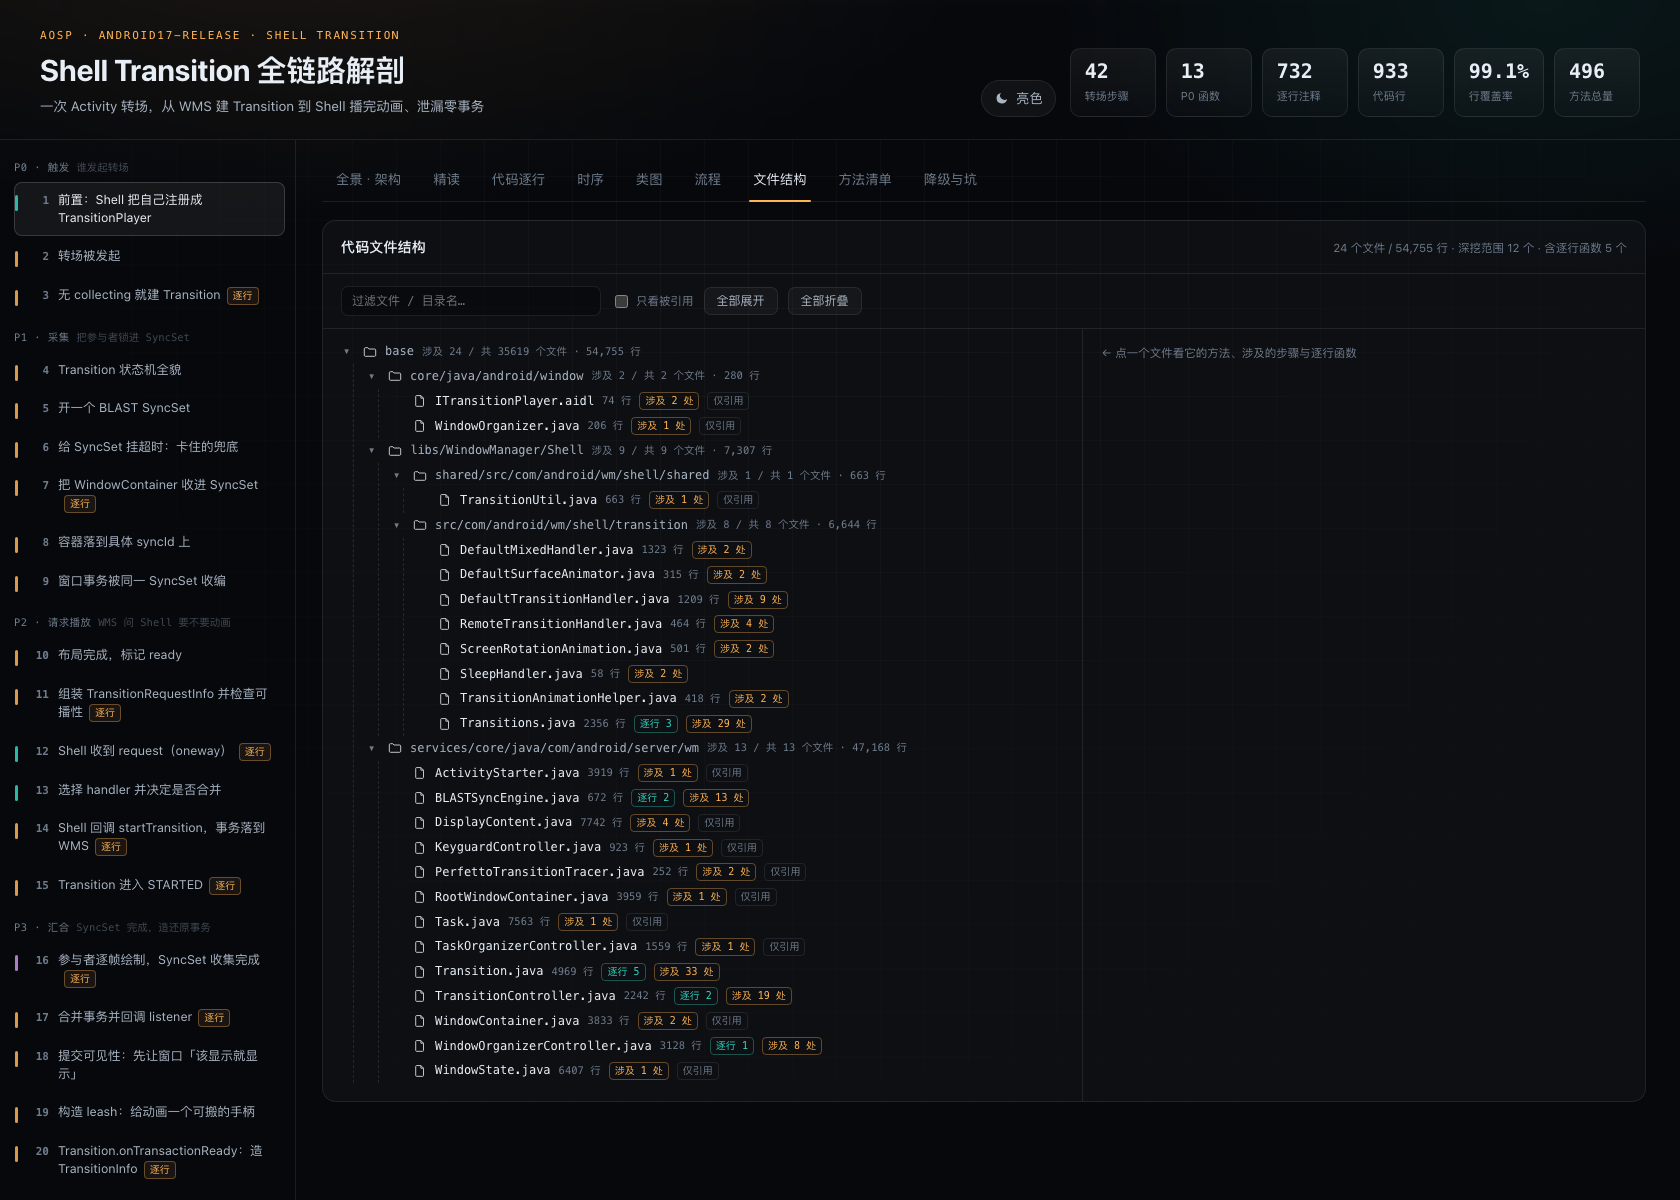 AOSP · ANDROID17-RELEASE · SHELL TRANSITION
Shell Transition 全链路解剖
一次 Activity 转场，从 WMS 建 Transition 到 Shell 播完动画、泄漏零事务
亮色
42
转场步骤
13
P0 函数
732
逐行注释
933
代码行
99.1%
行覆盖率
496
方法总量
P0 · 触发 谁发起转场
1 前置：Shell 把自己注册成
TransitionPlayer
2 转场被发起
3 无 collecting 就建 Transition 逐行
P1 · 采集 把参与者锁进 SyncSet
4 Transition 状态机全貌
5 开一个 BLAST SyncSet
6 给 SyncSet 挂超时：卡住的兜底
7 把 WindowContainer 收进 SyncSet
逐行
8 容器落到具体 syncId 上
9 窗口事务被同一 SyncSet 收编
P2 · 请求播放 WMS 问 Shell 要不要动画
10 布局完成，标记 ready
11 组装 TransitionRequestInfo 并检查可
播性 逐行
12 Shell 收到 request（oneway） 逐行
13 选择 handler 并决定是否合并
14 Shell 回调 startTransition，事务落到
WMS 逐行
15 Transition 进入 STARTED 逐行
P3 · 汇合 SyncSet 完成，造还原事务
16 参与者逐帧绘制，SyncSet 收集完成
逐行
17 合并事务并回调 listener 逐行
18 提交可见性：先让窗口「该显示就显
示」
19 构造 leash：给动画一个可搬的手柄
20 Transition.onTransactionReady：造
TransitionInfo 逐行
全景 · 架构 精读 代码逐行 时序 类图 流程 文件结构 方法清单 降级与坑
代码文件结构
24 个文件 / 54,755 行 · 深挖范围 12 个 · 含逐行函数 5 个
过滤文件 / 目录名… 只看被引用 全部展开 全部折叠
▾ base 涉及 24 / 共 35619 个文件 · 54,755 行
▾ core/java/android/window 涉及 2 / 共 2 个文件 · 280 行
ITransitionPlayer.aidl 74 行 涉及 2 处 仅引用
WindowOrganizer.java 206 行 涉及 1 处 仅引用
▾ libs/WindowManager/Shell 涉及 9 / 共 9 个文件 · 7,307 行
▾ shared/src/com/android/wm/shell/shared 涉及 1 / 共 1 个文件 · 663 行
TransitionUtil.java 663 行 涉及 1 处 仅引用
▾ src/com/android/wm/shell/transition 涉及 8 / 共 8 个文件 · 6,644 行
DefaultMixedHandler.java 1323 行 涉及 2 处
DefaultSurfaceAnimator.java 315 行 涉及 2 处
DefaultTransitionHandler.java 1209 行 涉及 9 处
RemoteTransitionHandler.java 464 行 涉及 4 处
ScreenRotationAnimation.java 501 行 涉及 2 处
SleepHandler.java 58 行 涉及 2 处
TransitionAnimationHelper.java 418 行 涉及 2 处
Transitions.java 2356 行 逐行 3 涉及 29 处
▾ services/core/java/com/android/server/wm 涉及 13 / 共 13 个文件 · 47,168 行
ActivityStarter.java 3919 行 涉及 1 处 仅引用
BLASTSyncEngine.java 672 行 逐行 2 涉及 13 处
DisplayContent.java 7742 行 涉及 4 处 仅引用
KeyguardController.java 923 行 涉及 1 处 仅引用
PerfettoTransitionTracer.java 252 行 涉及 2 处 仅引用
RootWindowContainer.java 3959 行 涉及 1 处 仅引用
Task.java 7563 行 涉及 1 处 仅引用
TaskOrganizerController.java 1559 行 涉及 1 处 仅引用
Transition.java 4969 行 逐行 5 涉及 33 处
TransitionController.java 2242 行 逐行 2 涉及 19 处
WindowContainer.java 3833 行 涉及 2 处 仅引用
WindowOrganizerController.java 3128 行 逐行 1 涉及 8 处
WindowState.java 6407 行 涉及 1 处 仅引用
← 点一个文件看它的方法、涉及的步骤与逐行函数